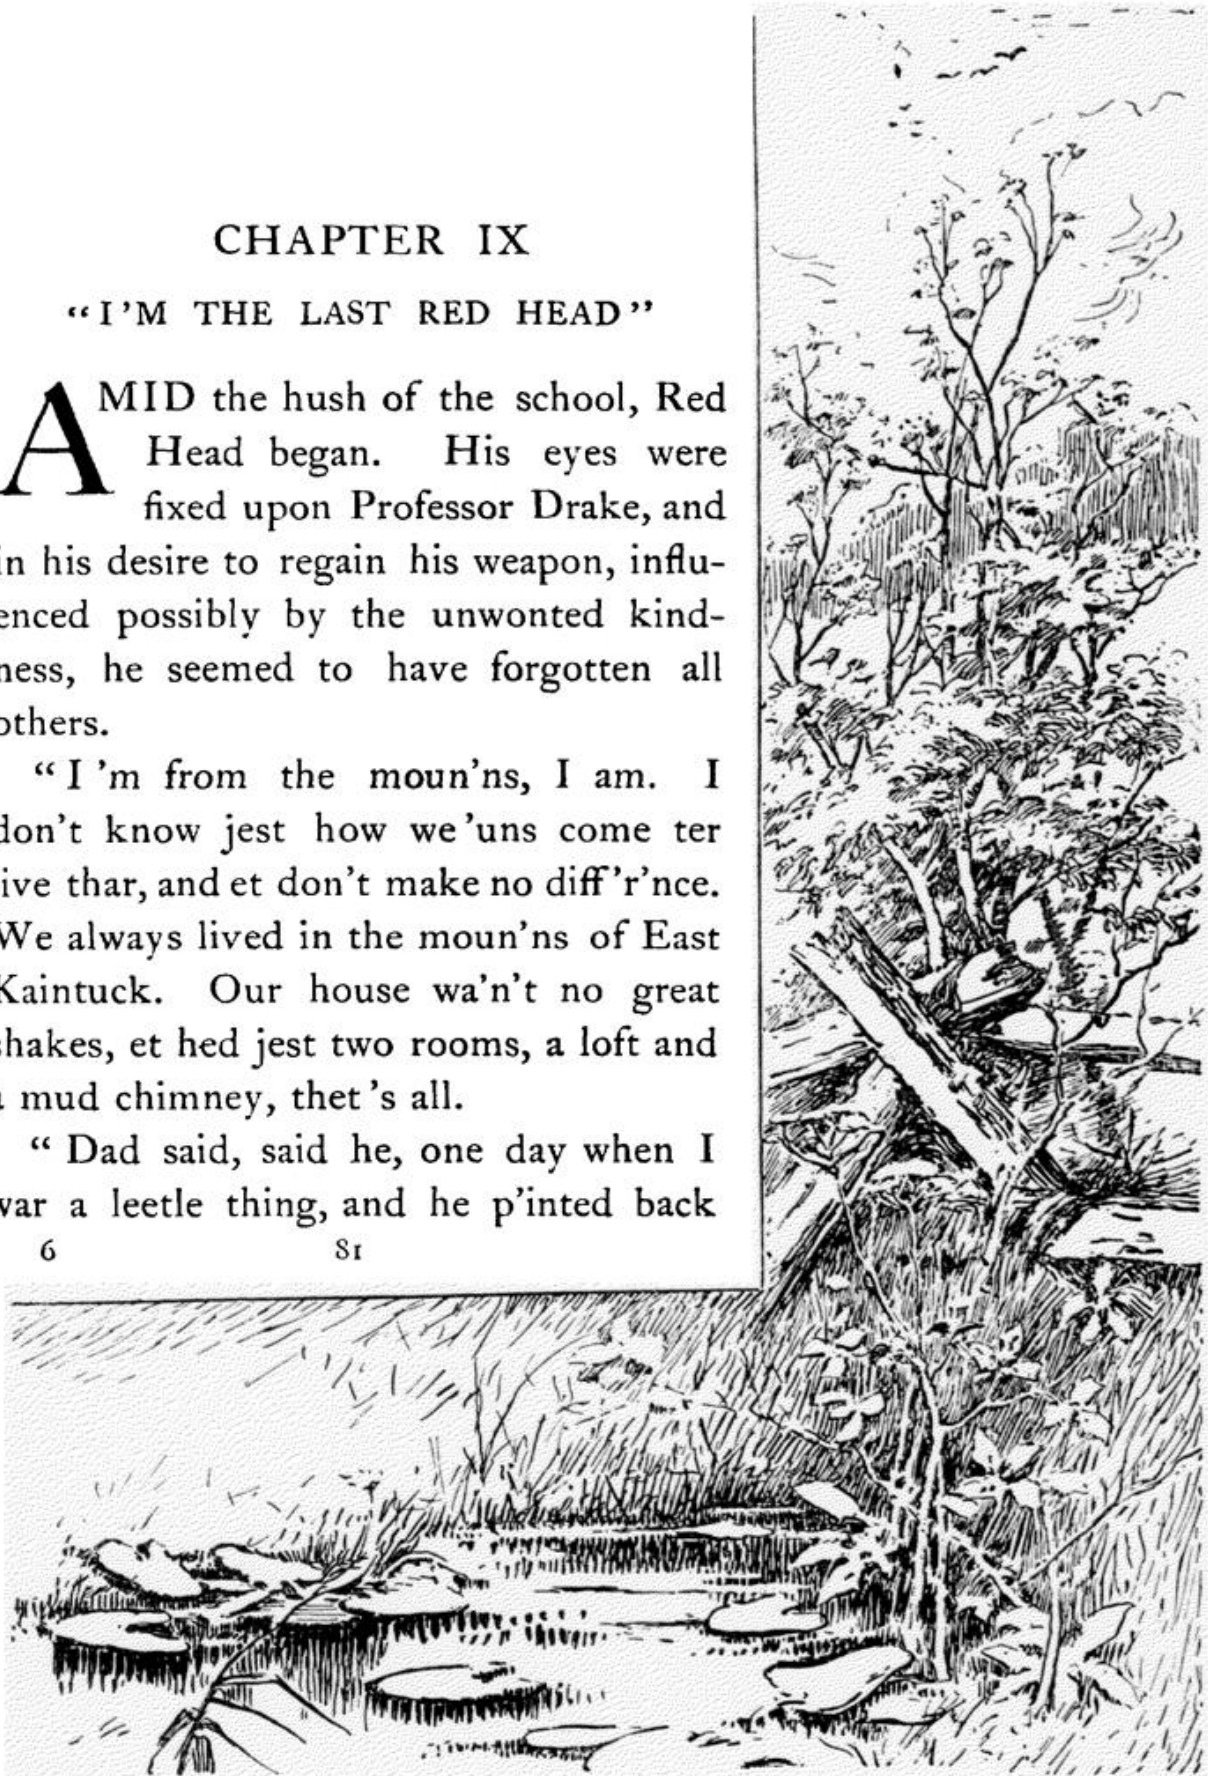 CHAPTER IX
"I'M THE LAST RED HEAD"
AMID the hush of the school, Red
Head began. His eyes were
fixed upon Professor Drake, and
in his desire to regain his weapon, influ-
enced possibly by the unwonted kind-
ness, he seemed to have forgotten all
others.
"I'm from the moun'ns, I am. I
don't know jest how we'uns come ter
live thar, and et don't make no diff'r'nce.
We always lived in the moun'ns of East
Kaintuck. Our house wa'n't no great
shakes, et hed jest two rooms, a loft and
a mud chimney, thet's all.
"Dad said, said he, one day when I
war a leetle thing, and he p'inted back
6 81